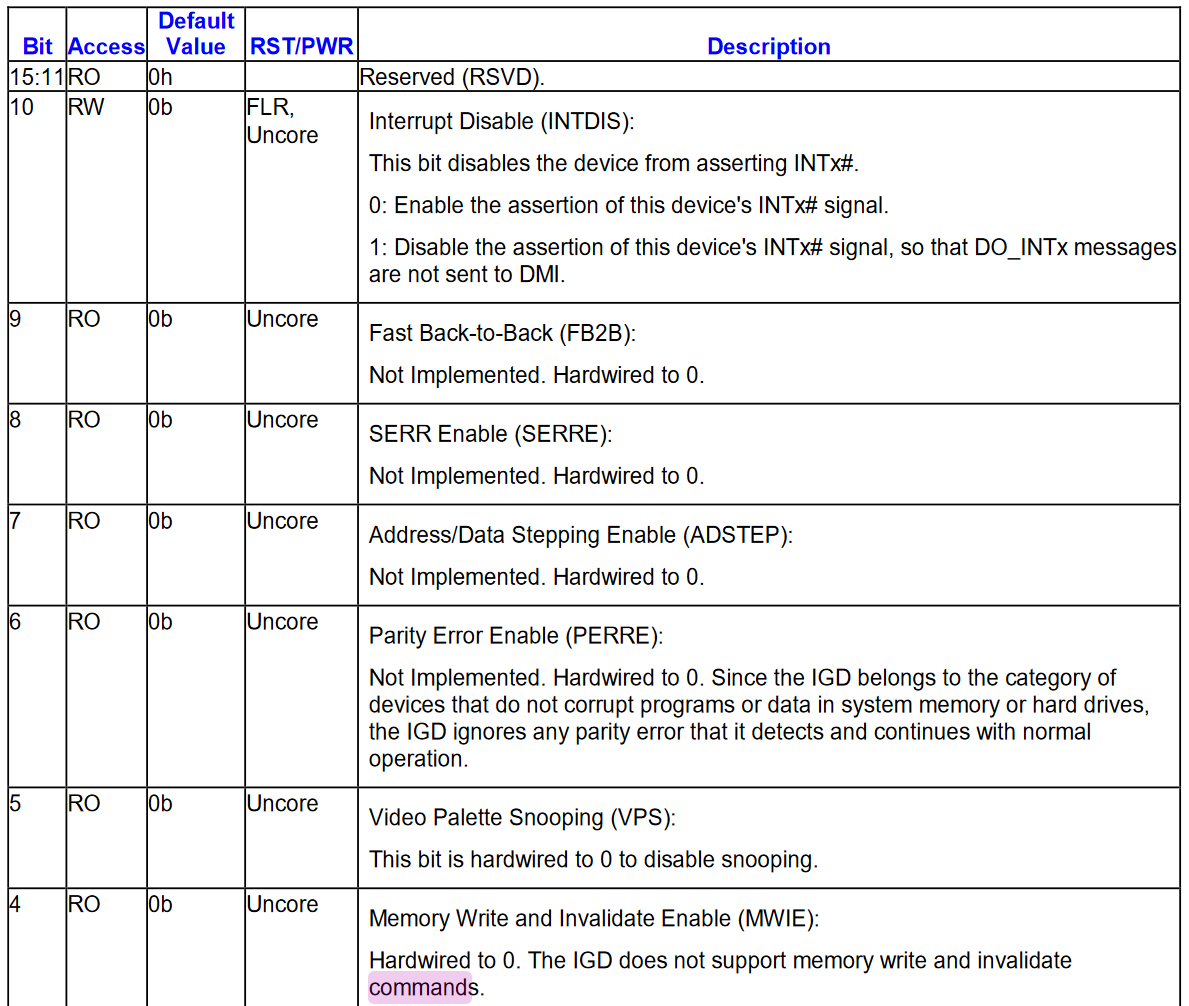 Bit Access Default Value RST/PWR Description
15:11 RO 0h Reserved (RSVD).
10 RW 0b FLR, Uncore Interrupt Disable (INTDIS):
This bit disables the device from asserting INTx#.
0: Enable the assertion of this device's INTx# signal.
1: Disable the assertion of this device's INTx# signal, so that DO_INTx messages
are not sent to DMI.
9 RO 0b Uncore Fast Back-to-Back (FB2B):
Not Implemented. Hardwired to 0.
8 RO 0b Uncore SERR Enable (SERRE):
Not Implemented. Hardwired to 0.
7 RO 0b Uncore Address/Data Stepping Enable (ADSTEP):
Not Implemented. Hardwired to 0.
6 RO 0b Uncore Parity Error Enable (PERRE):
Not Implemented. Hardwired to 0. Since the IGD belongs to the category of
devices that do not corrupt programs or data in system memory or hard drives,
the IGD ignores any parity error that it detects and continues with normal
operation.
5 RO 0b Uncore Video Palette Snooping (VPS):
This bit is hardwired to 0 to disable snooping.
4 RO 0b Uncore Memory Write and Invalidate Enable (MWIE):
Hardwired to 0. The IGD does not support memory write and invalidate
commands.